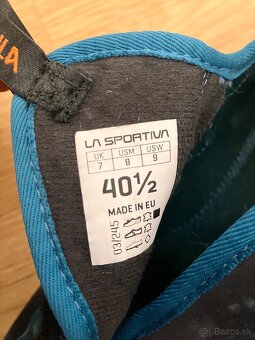 LA SPORTIVA
UK USM USW
7 8 9
40½
MADE IN EU
03/245
Bazos.sk